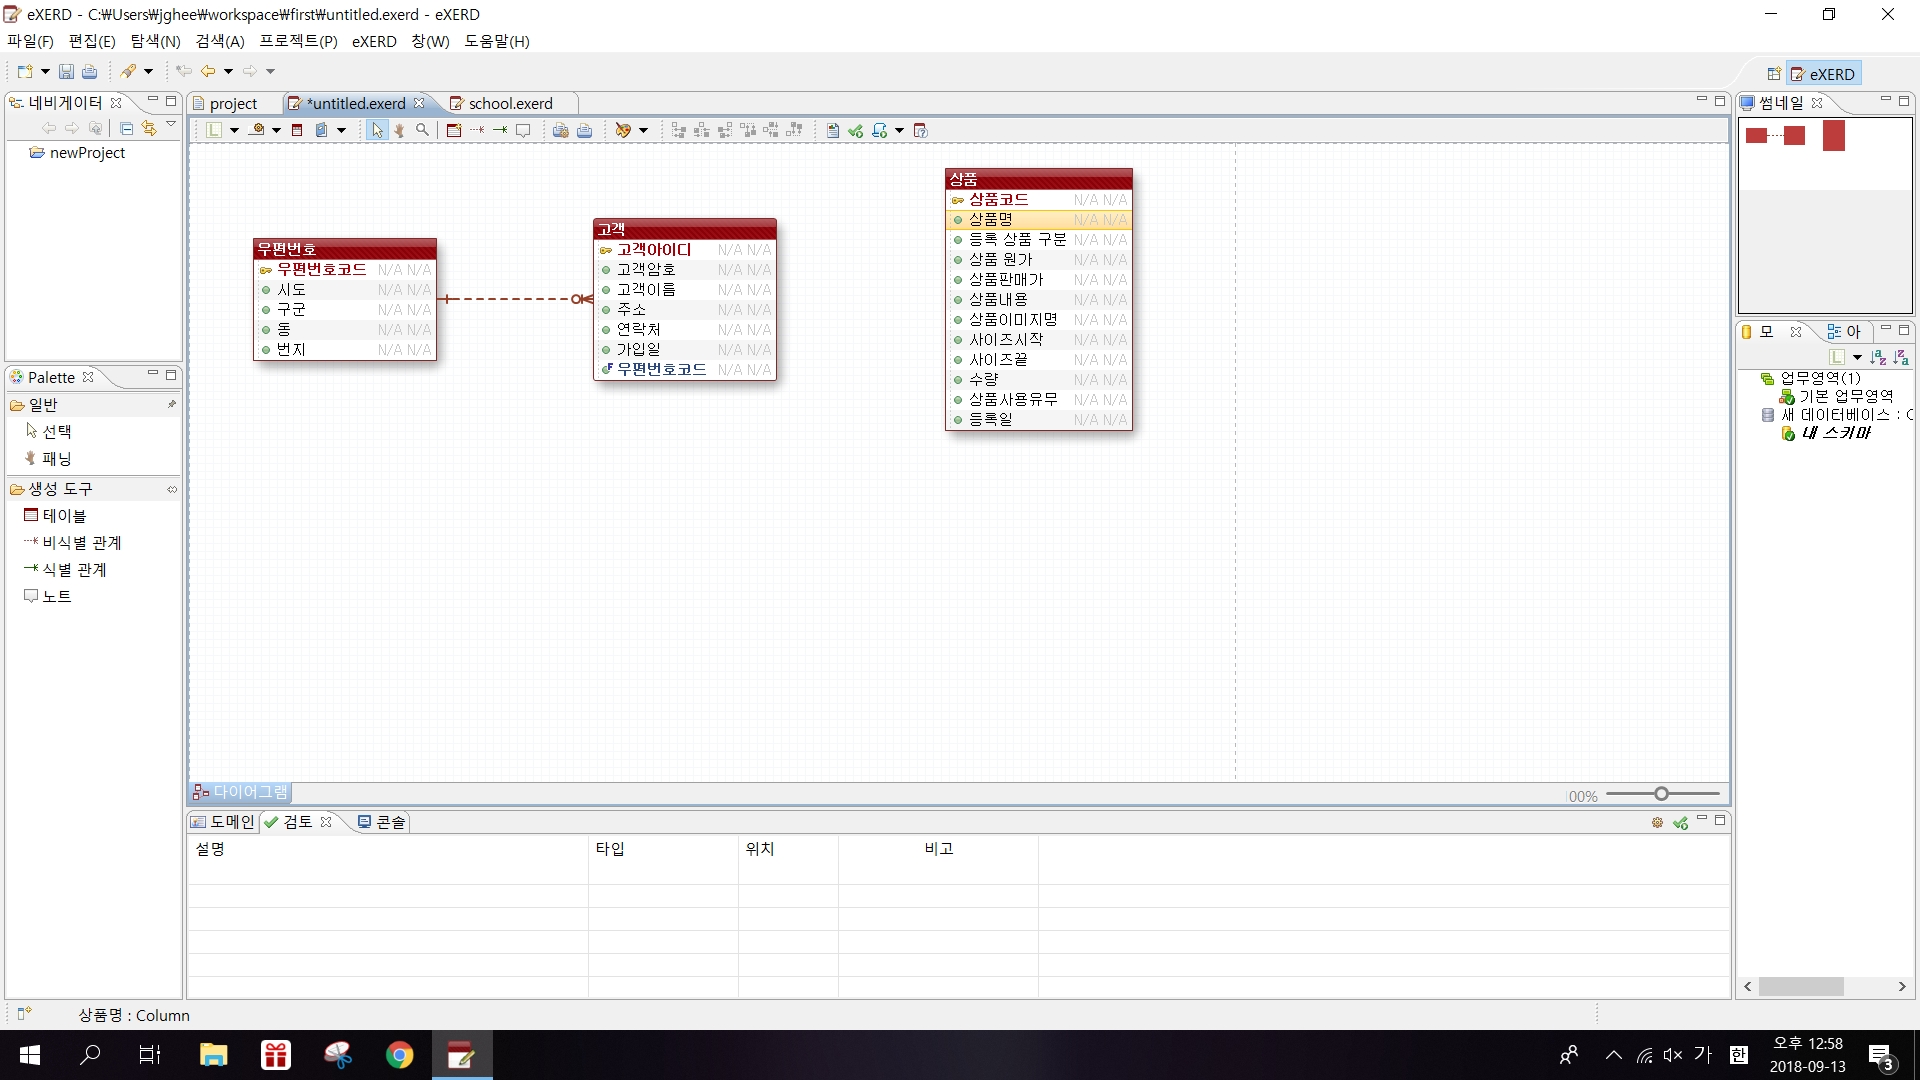 eXERD - C:₩Users₩jghee₩workspace₩first₩untitled.exerd - eXERD
파일(F) 편집(E) 탐색(N) 검색(A) 프로젝트(P) eXERD 창(W) 도움말(H)
eXERD
네비게이터
newProject
Palette
일반
선택
패닝
생성 도구
테이블
비식별 관계
식별 관계
노트
project *untitled.exerd school.exerd
우편번호
우편번호코드 N/A N/A
시도 N/A N/A
구군 N/A N/A
동 N/A N/A
번지 N/A N/A
고객
고객아이디 N/A N/A
고객암호 N/A N/A
고객이름 N/A N/A
주소 N/A N/A
연락처 N/A N/A
가입일 N/A N/A
우편번호코드 N/A N/A
상품
상품코드 N/A N/A
상품명 N/A N/A
등록 상품 구분 N/A N/A
상품 원가 N/A N/A
상품판매가 N/A N/A
상품내용 N/A N/A
상품이미지명 N/A N/A
사이즈시작 N/A N/A
사이즈끝 N/A N/A
수량 N/A N/A
상품사용유무 N/A N/A
등록일 N/A N/A
다이어그램
00%
도메인 검토 콘솔
설명 타입 위치 비고
썸네일
모 아
업무영역(1)
기본 업무영역
새 데이터베이스 :
내 스키마
상품명 : Column
가 한
오후 12:58
2018-09-13
3